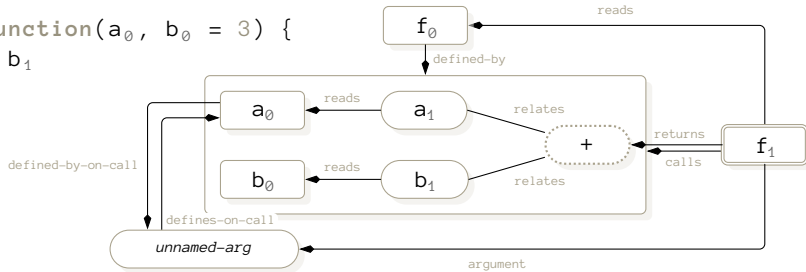 unction(a₀, b₀ = 3) {
b₁
f₀
reads
defined-by
a₀
reads
a₁
relates
+
returns
f₁
calls
defined-by-on-call
b₀
reads
b₁
relates
defines-on-call
unnamed-arg
argument